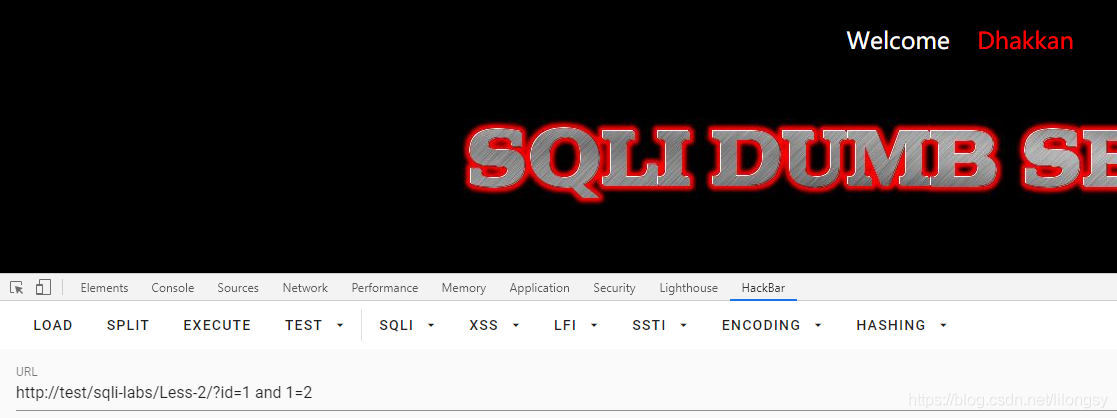 Welcome Dhakkan
SQLI DUMB SE
Elements Console Sources Network Performance Memory Application Security Lighthouse HackBar
LOAD SPLIT EXECUTE TEST SQLI XSS LFI SSTI ENCODING HASHING
URL
http://test/sqli-labs/Less-2/?id=1 and 1=2
https://blog.csdn.net/lilongsy